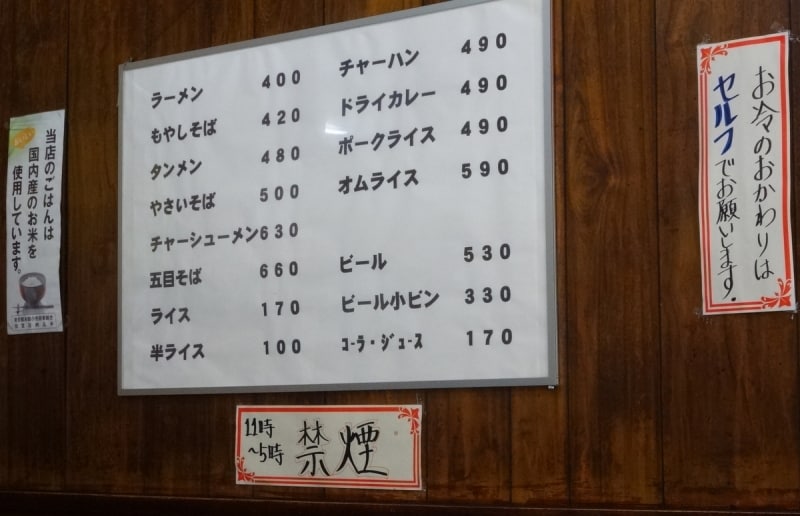 当店のごはんは
国内産のお米を
使用しています。
ラーメン 400
もやしそば 420
タンメン 480
やさいそば 500
チャーシューメン630
五目そば 660
ライス 170
半ライス 100
チャーハン 490
ドライカレー 490
ポークライス 490
オムライス 590
ビール 530
ビール小ビン 330
ｺｰﾗ・ｼﾞｭｰｽ 170
お冷のおかわりは
セルフでお願いします.
11時
~5時
禁煙